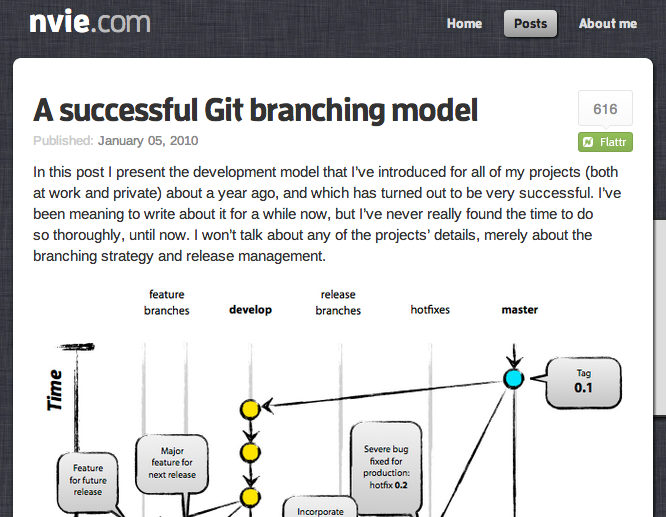 nvie.com
Home Posts About me
A successful Git branching model
616
Published: January 05, 2010
Flattr
In this post I present the development model that I’ve introduced for all of my projects (both
at work and private) about a year ago, and which has turned out to be very successful. I’ve
been meaning to write about it for a while now, but I’ve never really found the time to do
so thoroughly, until now. I won’t talk about any of the projects’ details, merely about the
branching strategy and release management.
feature
branches
develop
release
branches
hotfixes
master
Time
Tag
0.1
Major
feature for
next release
Severe bug
fixed for
production:
hotfix 0.2
Feature
for future
release
Incorporate